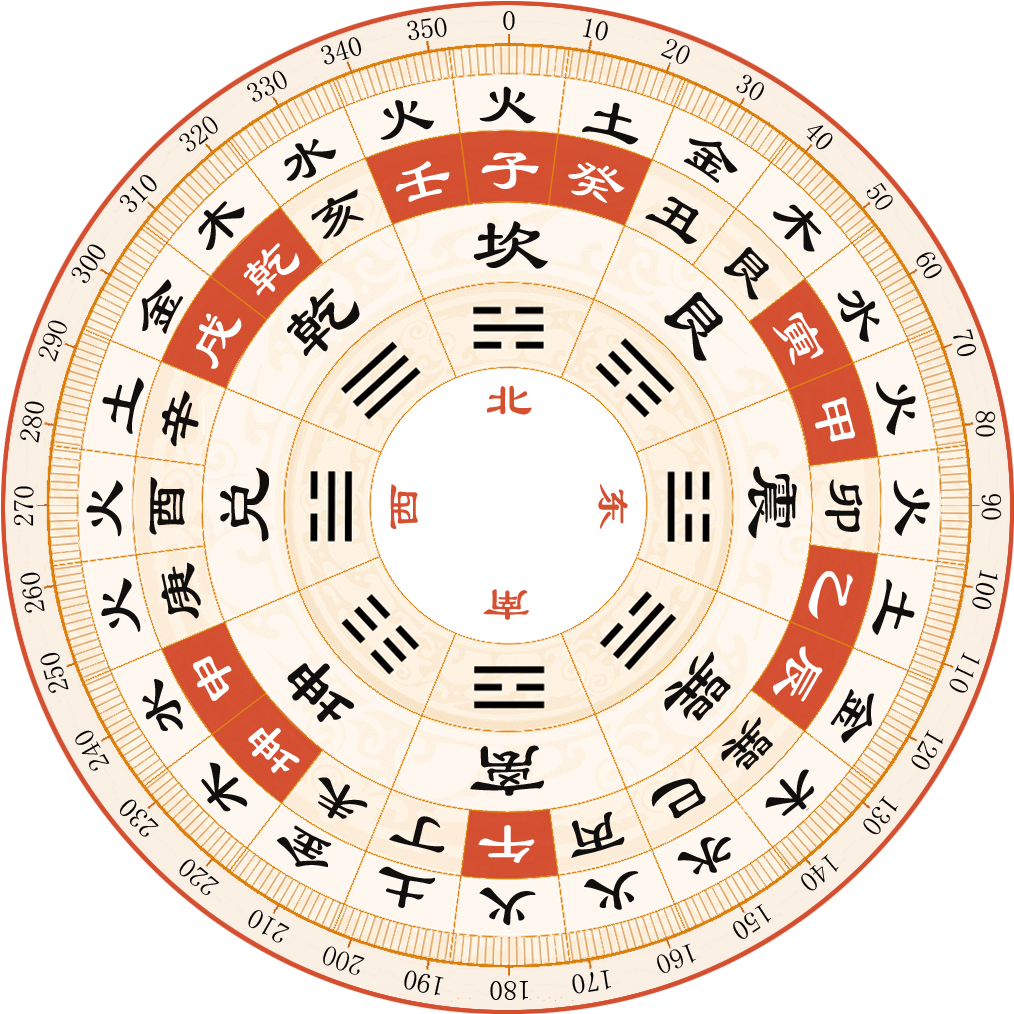 0 10 20 30 40 50 60 70 80 90 100 110 120 130 140 150 160 170 180 190 200 210 220 230 240 250 260 270 280 290 300 310 320 330 340 350
火 土 金 木 水 火 火 土 金 木 水 火 火 土 金 木 水 火 火 土 金 木 水 火
子 癸 丑 艮 寅 甲 卯 乙 辰 巽 巳 丙 午 丁 未 坤 申 庚 酉 辛 戌 乾 亥 壬
坎 艮 震 巽 离 坤 兑 乾
☵ ☶ ☳ ☴ ☲ ☷ ☱ ☰
北 东 南 西